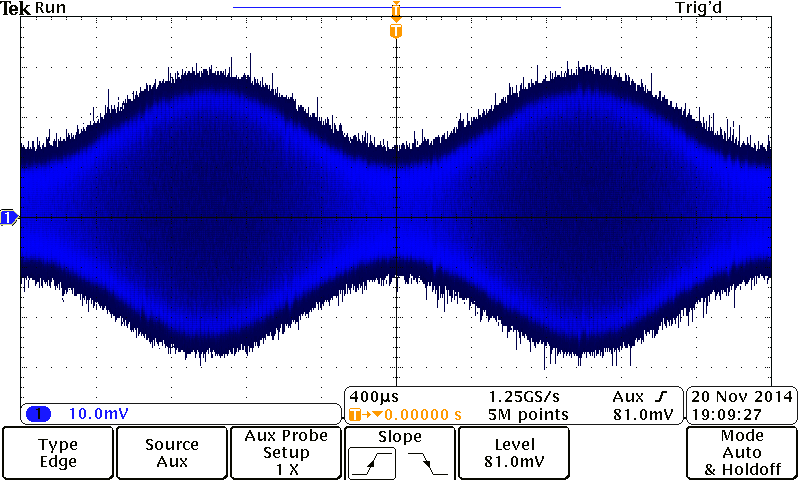 Tek Run Trig'd
T
T
1
400µs 1.25GS/s Aux
T→▼0.00000 s 5M points 81.0mV
20 Nov 2014
19:09:27
1 10.0mV
Type
Edge
Source
Aux
Aux Probe
Setup
1 X
Slope
Level
81.0mV
Mode
Auto
& Holdoff